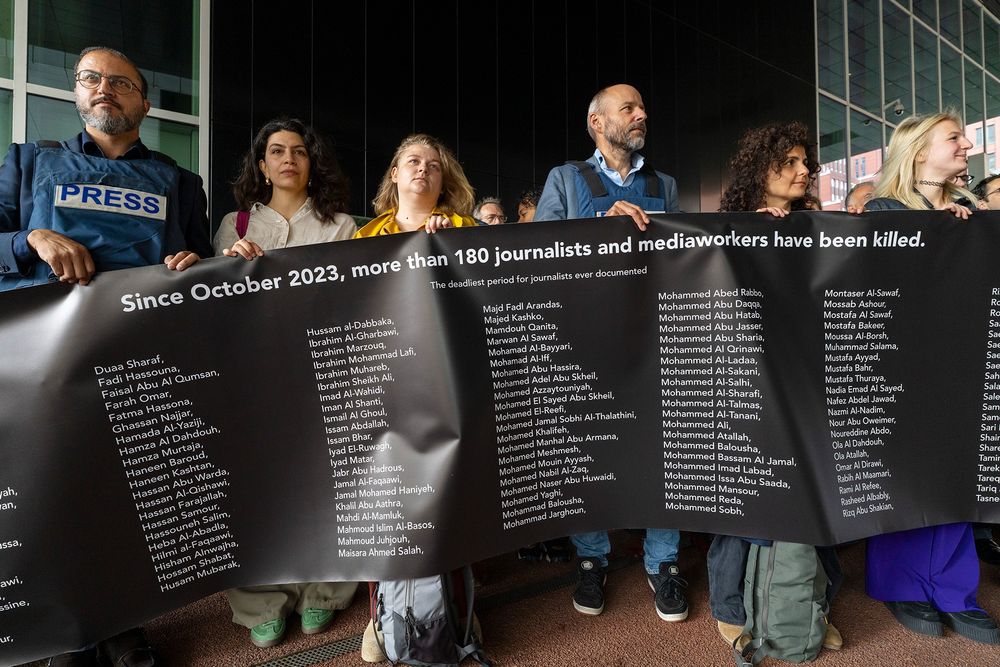 PRESS
Since October 2023, more than 180 journalists and mediaworkers have been killed.
The deadliest period for journalists ever documented
Duaa Sharaf,
Fadi Hassouna,
Faisal Abu Al Qumsan,
Farah Omar,
Fatma Hassona,
Ghassan Najjar,
Hamada Al-Yaziji,
Hamza Al Dahdouh,
Hamza Murtaja,
Haneen Baroud,
Haneen Kashtan,
Hassan Abu Warda,
Hassan Al-Qishawi,
Hassan Farajallah,
Hassan Samour,
Hassouneh Salim,
Heba Al-Abadla,
Hilmi al-Faqaawi,
Hisham Alnwajha,
Hossam Shabat,
Husam Mubarak,
Hussam al-Dabbaka,
Ibrahim Al-Gharbawi,
Ibrahim Marzouq,
Ibrahim Mohammad Lafi,
Ibrahim Muhareb,
Ibrahim Sheikh Ali,
Imad Al-Wahidi,
Iman Al Shanti,
Ismail Al Ghoul,
Issam Abdallah,
Issam Bhar,
Iyad El-Ruwagh,
Iyad Matar,
Jabr Abu Hadrous,
Jamal Al-Faqaawi,
Jamal Mohamed Haniyeh,
Khalil Abu Aathra,
Mahdi Al-Mamluk,
Mahmoud Islim Al-Basos,
Mahmoud Juhjouh,
Maisara Ahmed Salah,
Majd Fadl Arandas,
Majed Kashko,
Mamdouh Qanita,
Marwan Al Sawaf,
Mohamad Al-Bayyari,
Mohamad Al-Iff,
Mohamed Abu Hassira,
Mohamed Adel Abu Skheil,
Mohamed Azzaytouniyah,
Mohamed El Sayed Abu Skheil,
Mohamed El-Reefi,
Mohamed Jamal Sobhi Al-Thalathini,
Mohamed Khalifeh,
Mohamed Manhal Abu Armana,
Mohamed Meshmesh,
Mohamed Mouin Ayyash,
Mohamed Nabil Al-Zaq,
Mohamed Naser Abu Huwaidi,
Mohamed Yaghi,
Mohammad Balousha,
Mohammad Jarghoun,
Mohammed Abed Rabbo,
Mohammed Abu Daqqa,
Mohammed Abu Hatab,
Mohammed Abu Jasser,
Mohammed Abu Sharia,
Mohammed Al Qrinawi,
Mohammed Al-Ladaa,
Mohammed Al-Sakani,
Mohammed Al-Salhi,
Mohammed Al-Sharafi,
Mohammed Al-Talmas,
Mohammed Al-Tanani,
Mohammed Ali,
Mohammed Atallah,
Mohammed Balousha,
Mohammed Bassam Al Jamal,
Mohammed Imad Labad,
Mohammed Issa Abu Saada,
Mohammed Mansour,
Mohammed Reda,
Mohammed Sobh,
Montaser Al-Sawaf,
Mossab Ashour,
Mostafa Al Sawaf,
Mostafa Bakeer,
Moussa Al-Borsh,
Muhammad Salama,
Mustafa Ayyad,
Mustafa Bahr,
Mustafa Thuraya,
Nadia Emad Al Sayed,
Nafez Abdel Jawad,
Nazmi Al-Nadim,
Nour Abu Oweimer,
Noureddine Abdo,
Ola Al Dahdouh,
Ola Atallah,
Omar Al Dirawi,
Rabih Al Maamari,
Rami Al Refee,
Rasheed Albably,
Rizq Abu Shakian,